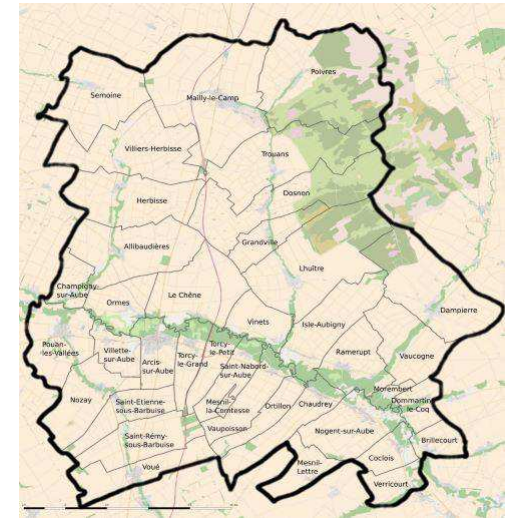 Poivres
Semoine
Mailly-le-Camp
Villiers-Herbisse
Trouans
Dosnon
Herbisse
Grandville
Allibaudières
Lhuître
Champigny-
sur-Aube
Le Chêne
Ormes
Dampierre
Vinets
Isle-Aubigny
Pouan-
les-Vallées
Villette-
sur-Aube
Arcis-
sur-Aube
Torcy-
le-Grand
Torcy-
le-Petit
Ramerupt
Vaucogne
Saint-Nabord-
sur-Aube
Morembert
Nozay
Saint-Etienne-
sous-Barbuise
Mesnil-
la-Comtesse
Ortillon
Chaudrey
Dommartin-
le-Coq
Vaupoisson
Nogent-sur-Aube
Saint-Rémy-
sous-Barbuise
Brillecourt
Voué
Mesnil-
Lettre
Coclois
Verricourt